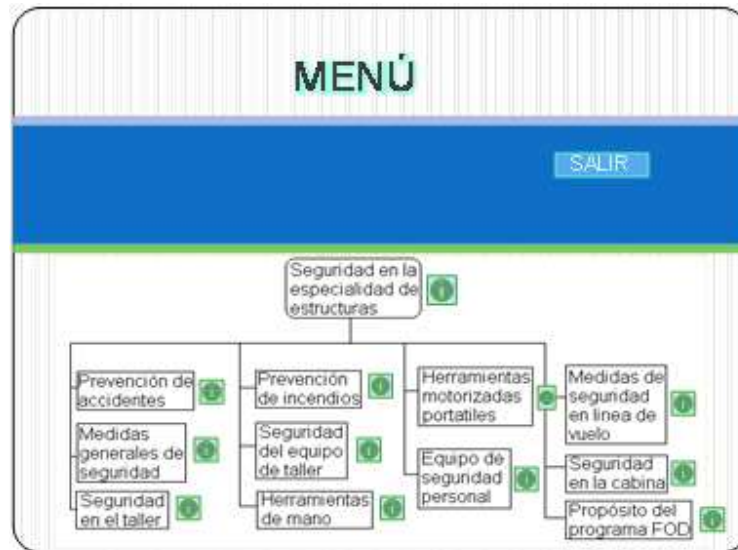 MENÚ
SALIR
Seguridad en la
especialidad de
estructuras
Prevención de
accidentes
Medidas
generales de
seguridad
Seguridad
en el taller
Prevención
de incendios
Seguridad
del equipo
de taller
Herramientas
de mano
Herramientas
motorizadas
portatiles
Equipo de
seguridad
personal
Medidas de
seguridad
en linea de
vuelo
Seguridad
en la cabina
Propósito del
programa FOD